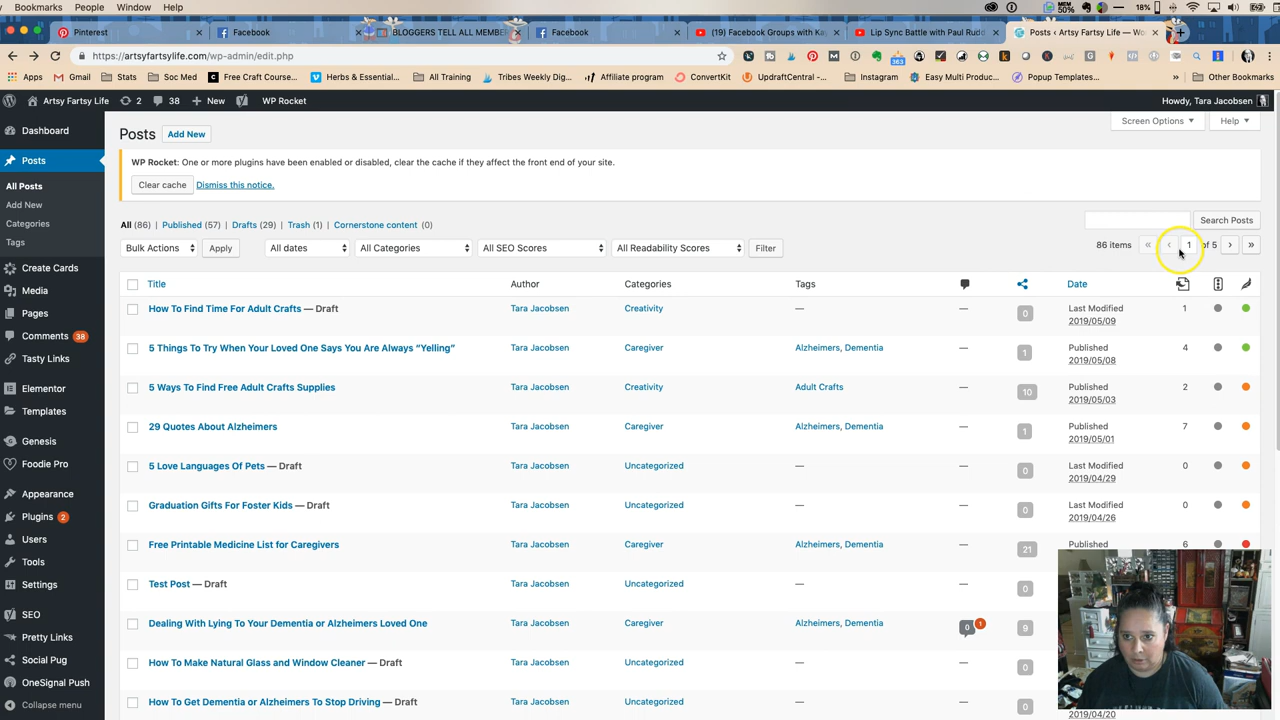 Bookmarks People Window Help 50% 18%
Pinterest Facebook BLOGGERS TELL ALL MEMBE Facebook (19) Facebook Groups with Ka Lip Sync Battle with Paul Rudd Posts ‹ Artsy Fartsy Life — Wo
https://artsyfartsylife.com/wp-admin/edit.php
Apps Gmail Stats Soc Med Free Craft Course... Herbs & Essential... All Training Tribes Weekly Dig... Affiliate program ConvertKit UpdraftCentral -... Instagram Easy Multi Produc... Popup Templates... » Other Bookmarks
Artsy Fartsy Life 2 38 + New WP Rocket Howdy, Tara Jacobsen
Dashboard
Posts
All Posts
Add New
Categories
Tags
Create Cards
Media
Pages
Comments 38
Tasty Links
Elementor
Templates
Genesis
Foodie Pro
Appearance
Plugins 2
Users
Tools
Settings
SEO
Pretty Links
Social Pug
OneSignal Push
Collapse menu
Screen Options Help
Posts Add New
WP Rocket: One or more plugins have been enabled or disabled, clear the cache if they affect the front end of your site.
Clear cache Dismiss this notice.
All (86) | Published (57) | Drafts (29) | Trash (1) | Cornerstone content (0)
Search Posts
Bulk Actions Apply All dates All Categories All SEO Scores All Readability Scores Filter
86 items « ‹ 1 of 5 › »
Title Author Categories Tags Date
How To Find Time For Adult Crafts — Draft Tara Jacobsen Creativity — — 0 Last Modified 2019/05/09 1
5 Things To Try When Your Loved One Says You Are Always “Yelling” Tara Jacobsen Caregiver Alzheimers, Dementia — 1 Published 2019/05/08 4
5 Ways To Find Free Adult Crafts Supplies Tara Jacobsen Creativity Adult Crafts — 10 Published 2019/05/03 2
29 Quotes About Alzheimers Tara Jacobsen Caregiver Alzheimers, Dementia — 1 Published 2019/05/01 7
5 Love Languages Of Pets — Draft Tara Jacobsen Uncategorized — — 0 Last Modified 2019/04/29 0
Graduation Gifts For Foster Kids — Draft Tara Jacobsen Uncategorized — — 0 Last Modified 2019/04/26 0
Free Printable Medicine List for Caregivers Tara Jacobsen Caregiver Alzheimers, Dementia — 21 Published 6
Test Post — Draft Tara Jacobsen Uncategorized — — 0
Dealing With Lying To Your Dementia or Alzheimers Loved One Tara Jacobsen Caregiver Alzheimers, Dementia 0 1 9
How To Make Natural Glass and Window Cleaner — Draft Tara Jacobsen Uncategorized — — 0
How To Get Dementia or Alzheimers To Stop Driving — Draft Tara Jacobsen Uncategorized — — 0 2019/04/20